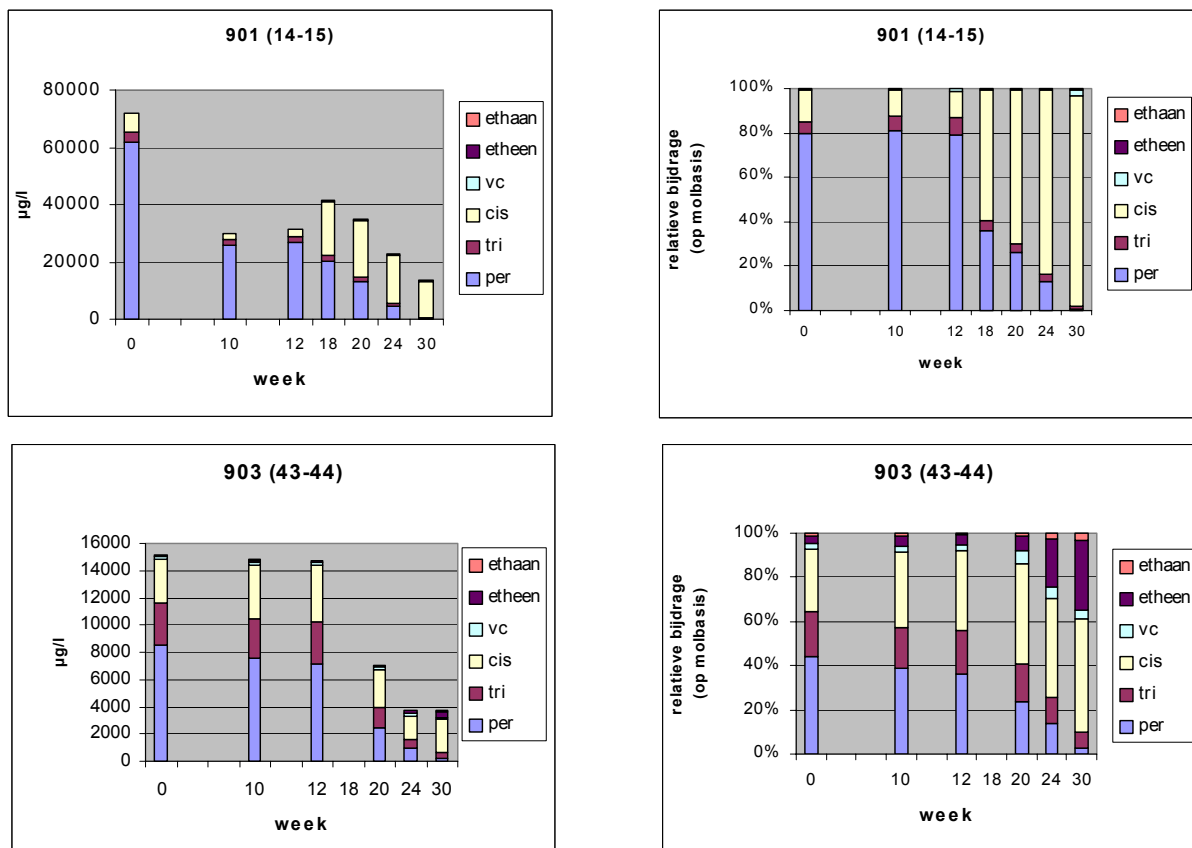 901 (14-15)
80000
60000
40000
20000
0
µg/l
0 10 12 18 20 24 30
week
ethaan
etheen
vc
cis
tri
per
901 (14-15)
100%
80%
60%
40%
20%
0%
relatieve bijdrage
(op molbasis)
0 10 12 18 20 24 30
week
ethaan
etheen
vc
cis
tri
per
903 (43-44)
16000
14000
12000
10000
8000
6000
4000
2000
0
µg/l
0 10 12 18 20 24 30
week
ethaan
etheen
vc
cis
tri
per
903 (43-44)
100%
80%
60%
40%
20%
0%
relatieve bijdrage
(op molbasis)
0 10 12 18 20 24 30
week
ethaan
etheen
vc
cis
tri
per